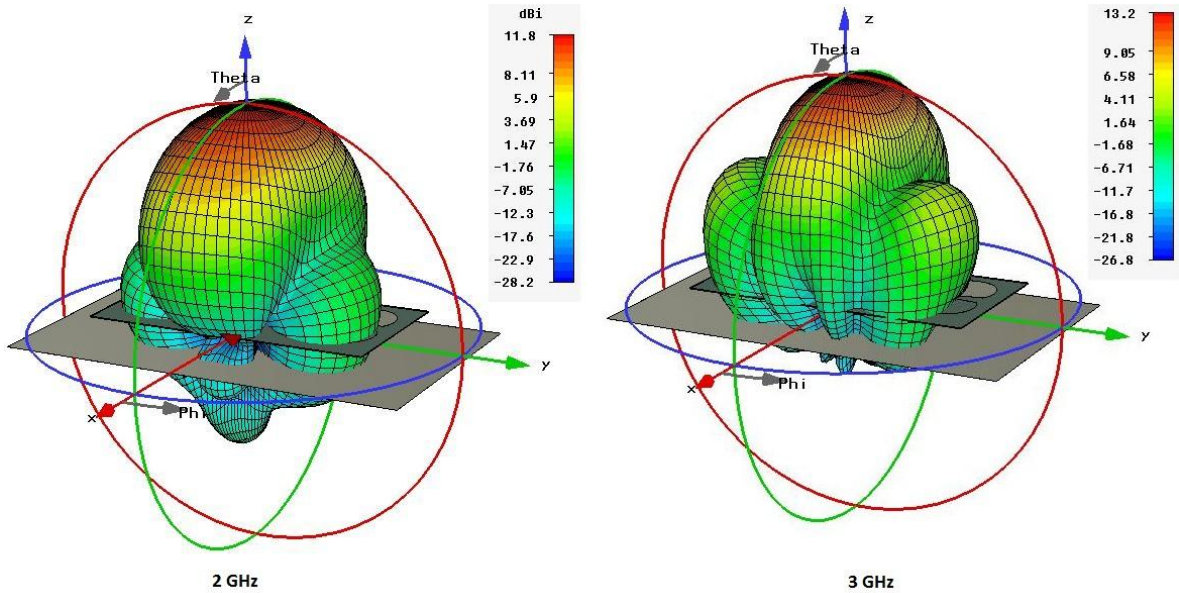 z
dBi
11.8
8.11
5.9
3.69
1.47
-1.76
-7.05
-12.3
-17.6
-22.9
-28.2
Theta
y
x
Phi
2 GHz
z
13.2
9.05
6.58
4.11
1.64
-1.68
-6.71
-11.7
-16.8
-21.8
-26.8
Theta
y
x
Phi
3 GHz